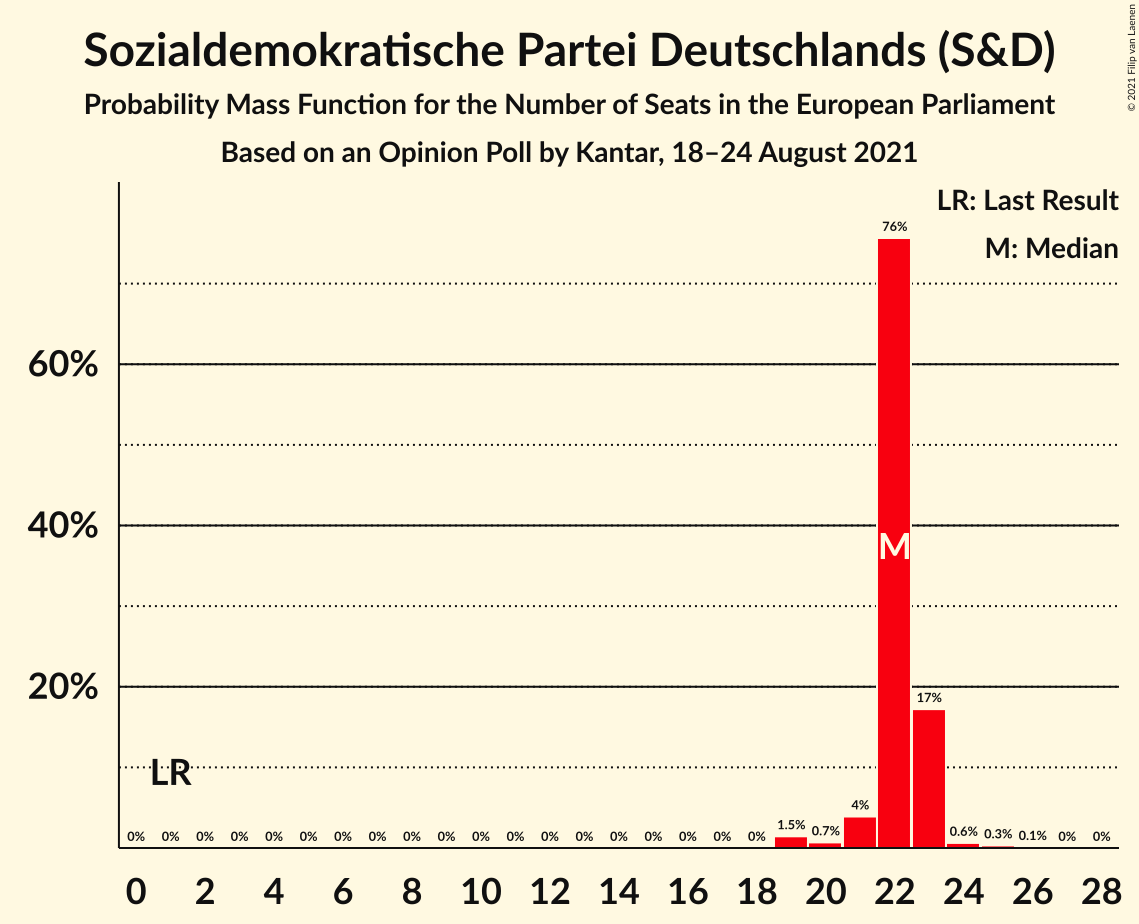 Sozialdemokratische Partei Deutschlands (S&D)
Probability Mass Function for the Number of Seats in the European Parliament
Based on an Opinion Poll by Kantar, 18–24 August 2021
© 2021 Filip van Laenen
LR: Last Result
M: Median
76%
60%
40%
M
20%
17%
LR
0% 0% 0% 0% 0% 0% 0% 0% 0% 0% 0% 0% 0% 0% 0% 0% 0% 0% 0% 1.5% 0.7% 4% 0.6% 0.3% 0.1% 0% 0%
0 2 4 6 8 10 12 14 16 18 20 22 24 26 28